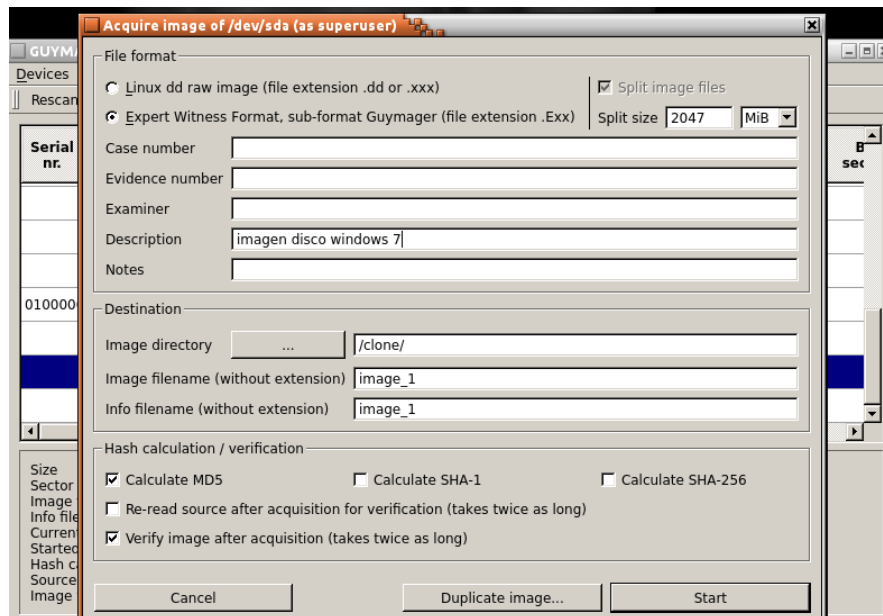 Acquire image of /dev/sda (as superuser)
GUYM
Devices
Rescan
File format
Linux dd raw image (file extension .dd or .xxx)
Split image files
Expert Witness Format, sub-format Guymager (file extension .Exx)
Split size 2047 MiB
Serial nr.
Case number
Evidence number
Examiner
Description imagen disco windows 7
Notes
010000
Destination
Image directory ... /clone/
Image filename (without extension) image_1
Info filename (without extension) image_1
Hash calculation / verification
Size
Calculate MD5 Calculate SHA-1 Calculate SHA-256
Sector
Image
Re-read source after acquisition for verification (takes twice as long)
Info file
Current
Verify image after acquisition (takes twice as long)
Started
Hash ca
Source
Image
Cancel Duplicate image... Start